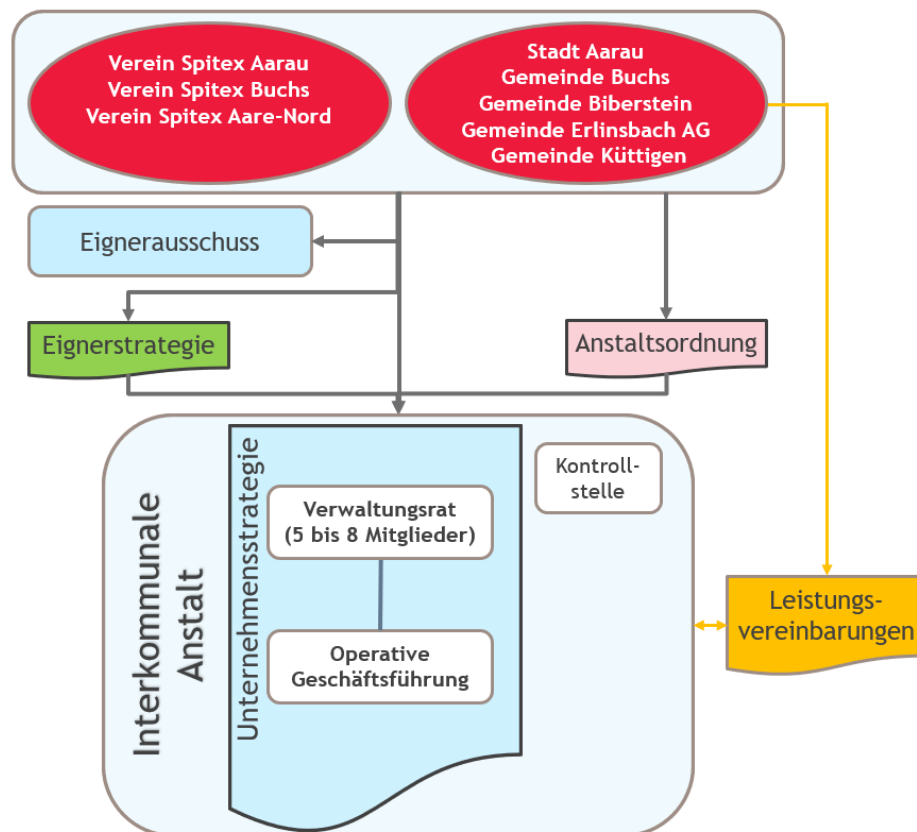 Verein Spitex Aarau
Verein Spitex Buchs
Verein Spitex Aare-Nord
Stadt Aarau
Gemeinde Buchs
Gemeinde Biberstein
Gemeinde Erlinsbach AG
Gemeinde Küttigen
Eignerausschuss
Eignerstrategie
Anstaltsordnung
Interkommunale
Anstalt
Unternehmensstrategie
Verwaltungsrat
(5 bis 8 Mitglieder)
Operative
Geschäftsführung
Kontroll-
stelle
Leistungs-
vereinbarungen